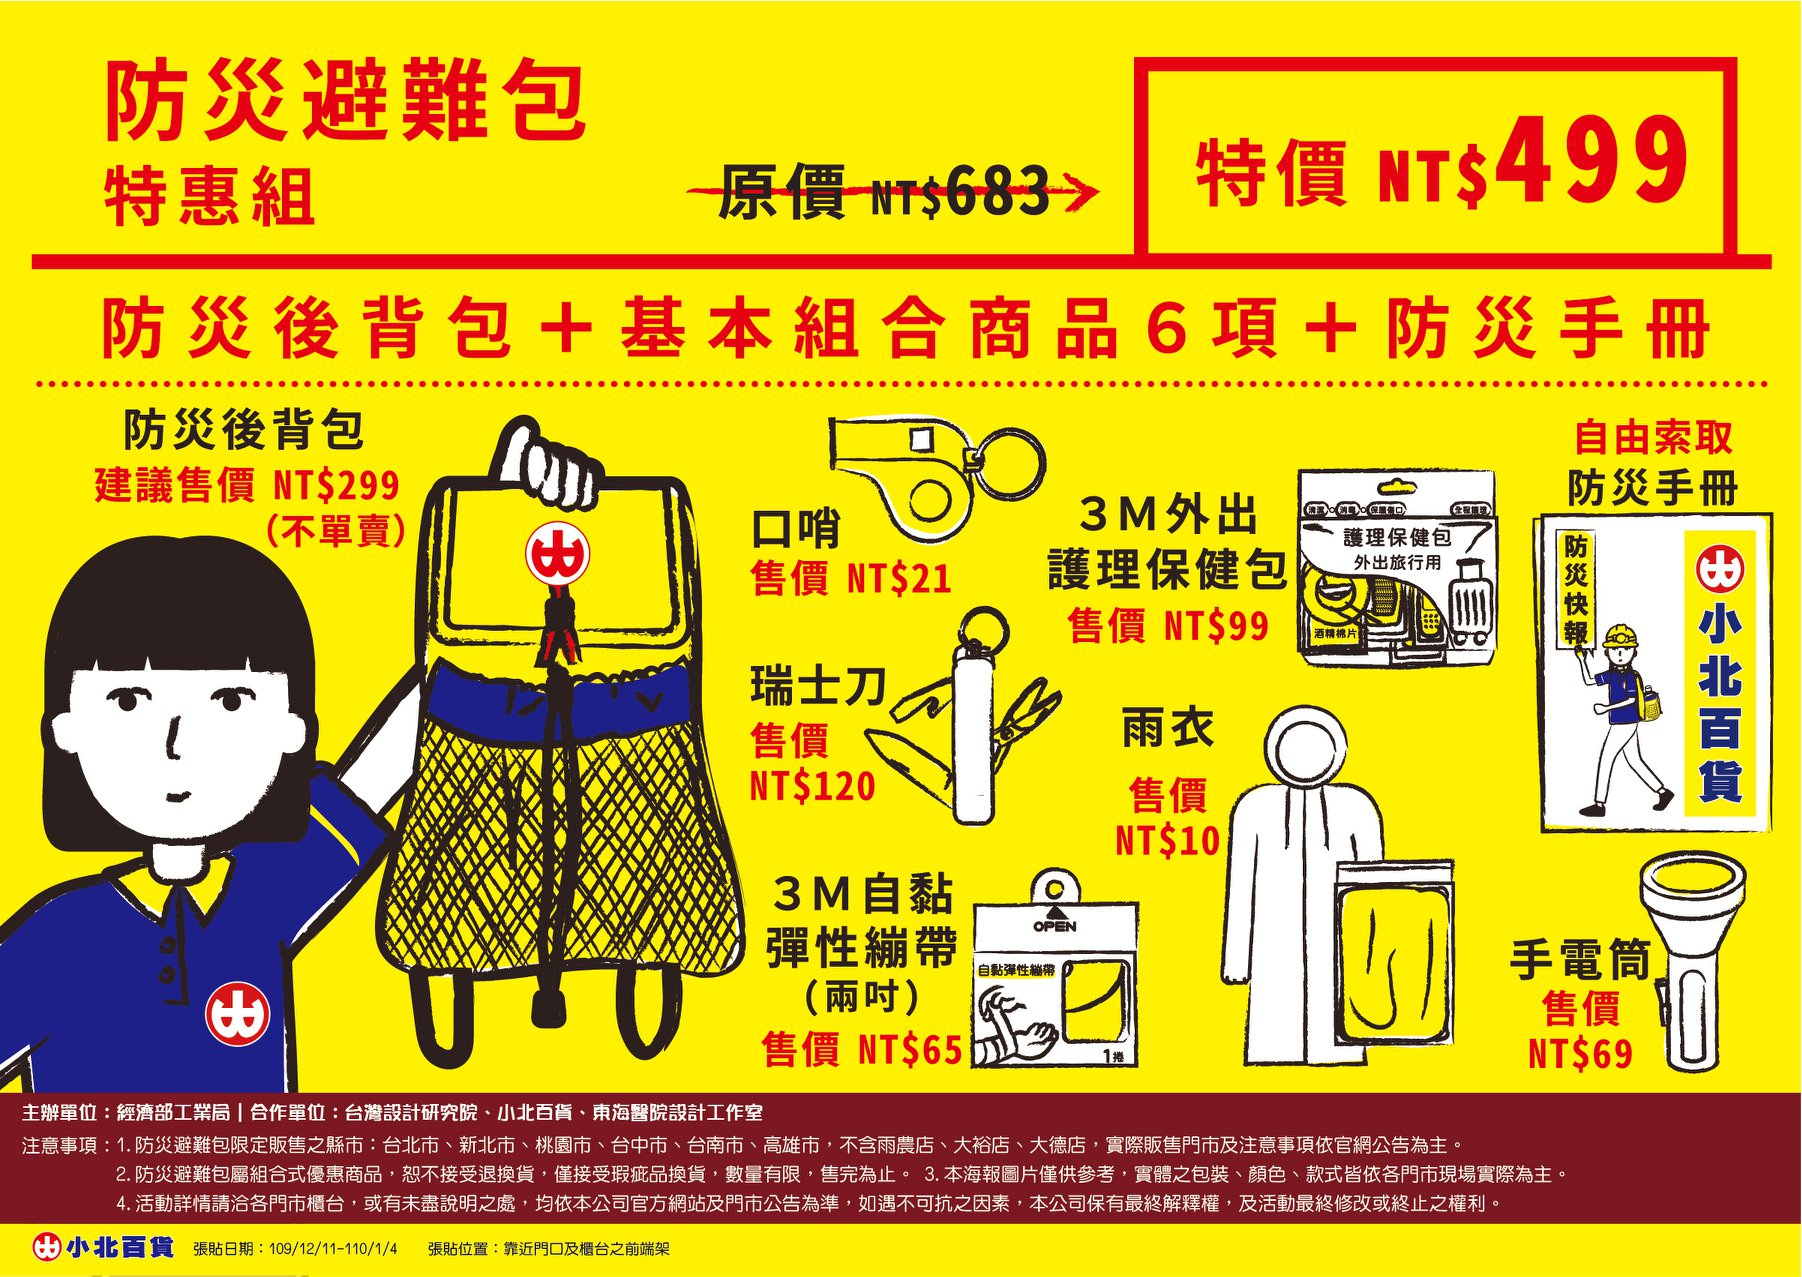 防災避難包
特惠組
原價 NT$683
特價 NT$499
防災後背包+基本組合商品6項+防災手冊
防災後背包
建議售價 NT$299
(不單賣)
口哨
售價 NT$21
瑞士刀
售價
NT$120
3M自黏
彈性繃帶
(兩吋)
售價 NT$65
OPEN
自黏彈性繃帶
1捲
3M外出
護理保健包
售價 NT$99
清潔 消毒 保護傷口 全程護理
護理保健包
外出旅行用
酒精棉片
雨衣
售價
NT$10
自由索取
防災手冊
防災快報
小北百貨
手電筒
售價
NT$69
主辦單位:經濟部工業局|合作單位:台灣設計研究院、小北百貨、東海醫院設計工作室
注意事項:1.防災避難包限定販售之縣市:台北市、新北市、桃園市、台中市、台南市、高雄市,不含雨農店、大裕店、大德店,實際販售門市及注意事項依官網公告為主。
2.防災避難包屬組合式優惠商品,恕不接受退換貨,僅接受瑕疵品換貨,數量有限,售完為止。 3.本海報圖片僅供參考,實體之包裝、顏色、款式皆依各門市現場實際為主。
4.活動詳情請洽各門市櫃台,或有未盡說明之處,均依本公司官方網站及門市公告為準,如遇不可抗之因素,本公司保有最終解釋權,及活動最終修改或終止之權利。
小北百貨 張貼日期:109/12/11-110/1/4 張貼位置:靠近門口及櫃台之前端架